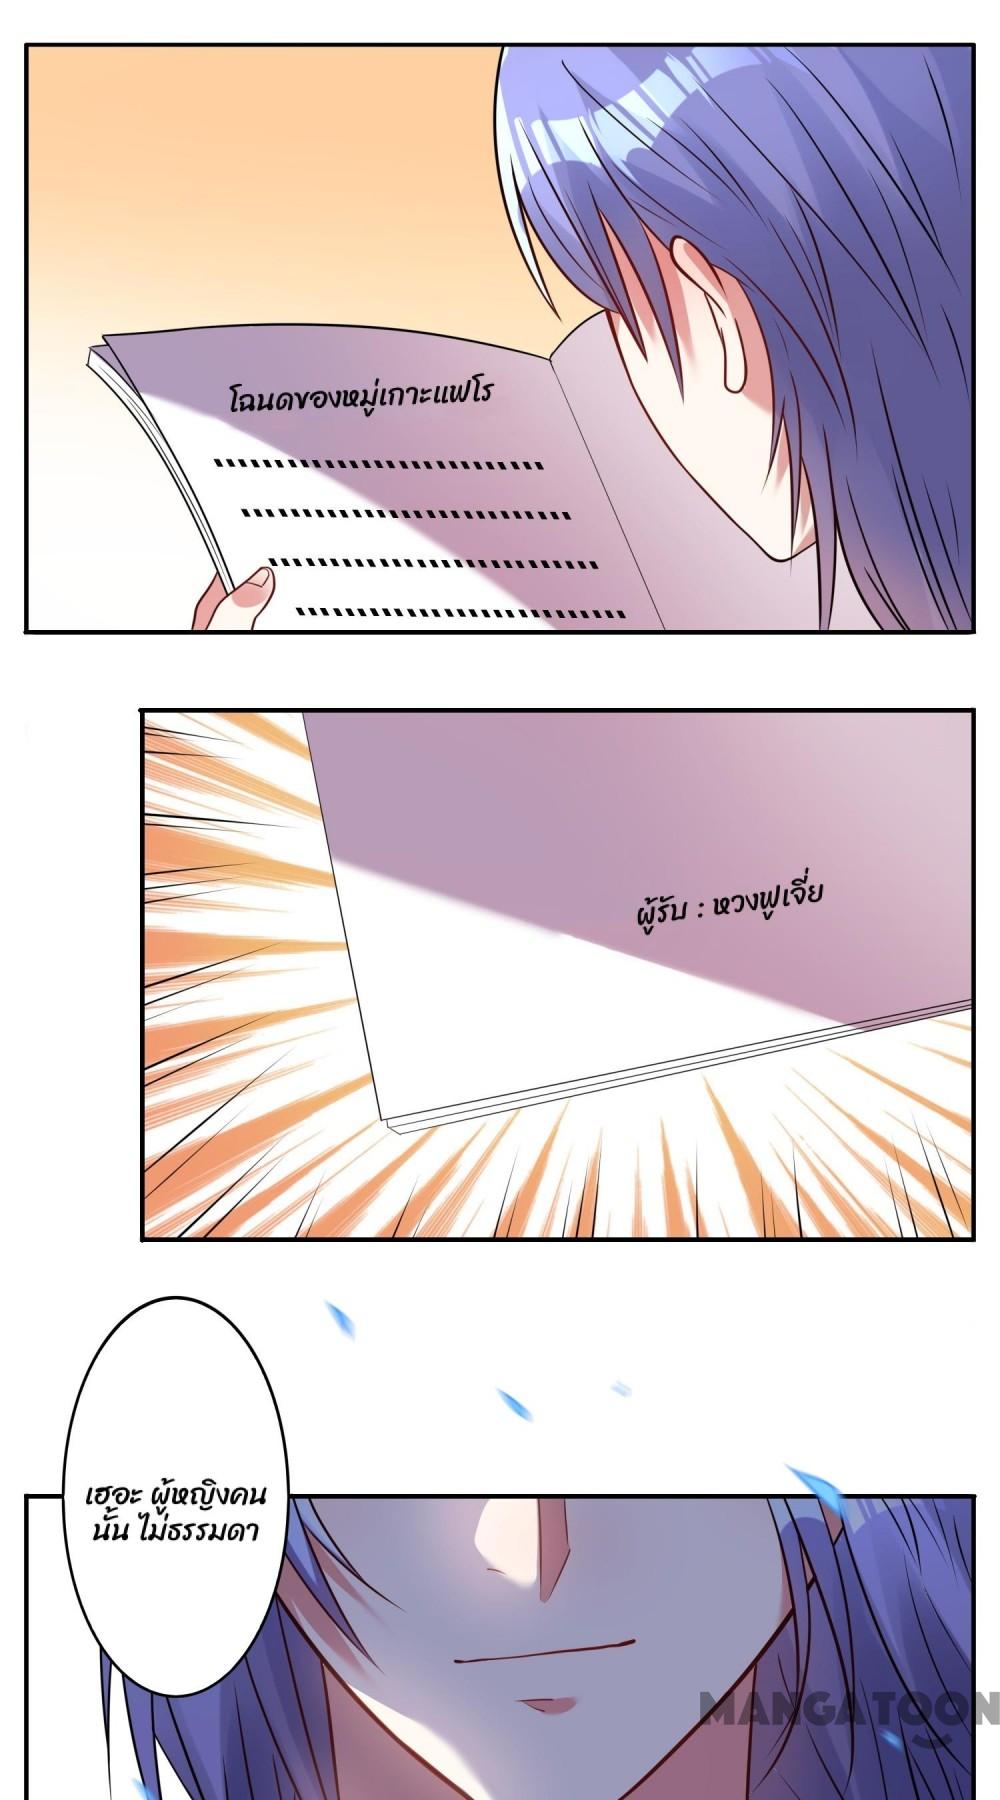 โฉนดของหมู่เกาะแฟโร
ผู้รับ : หวงฟูเจี่ย
เฮอะ ผู้หญิงคน
นั้น ไม่ธรรมดา
MANGATOON